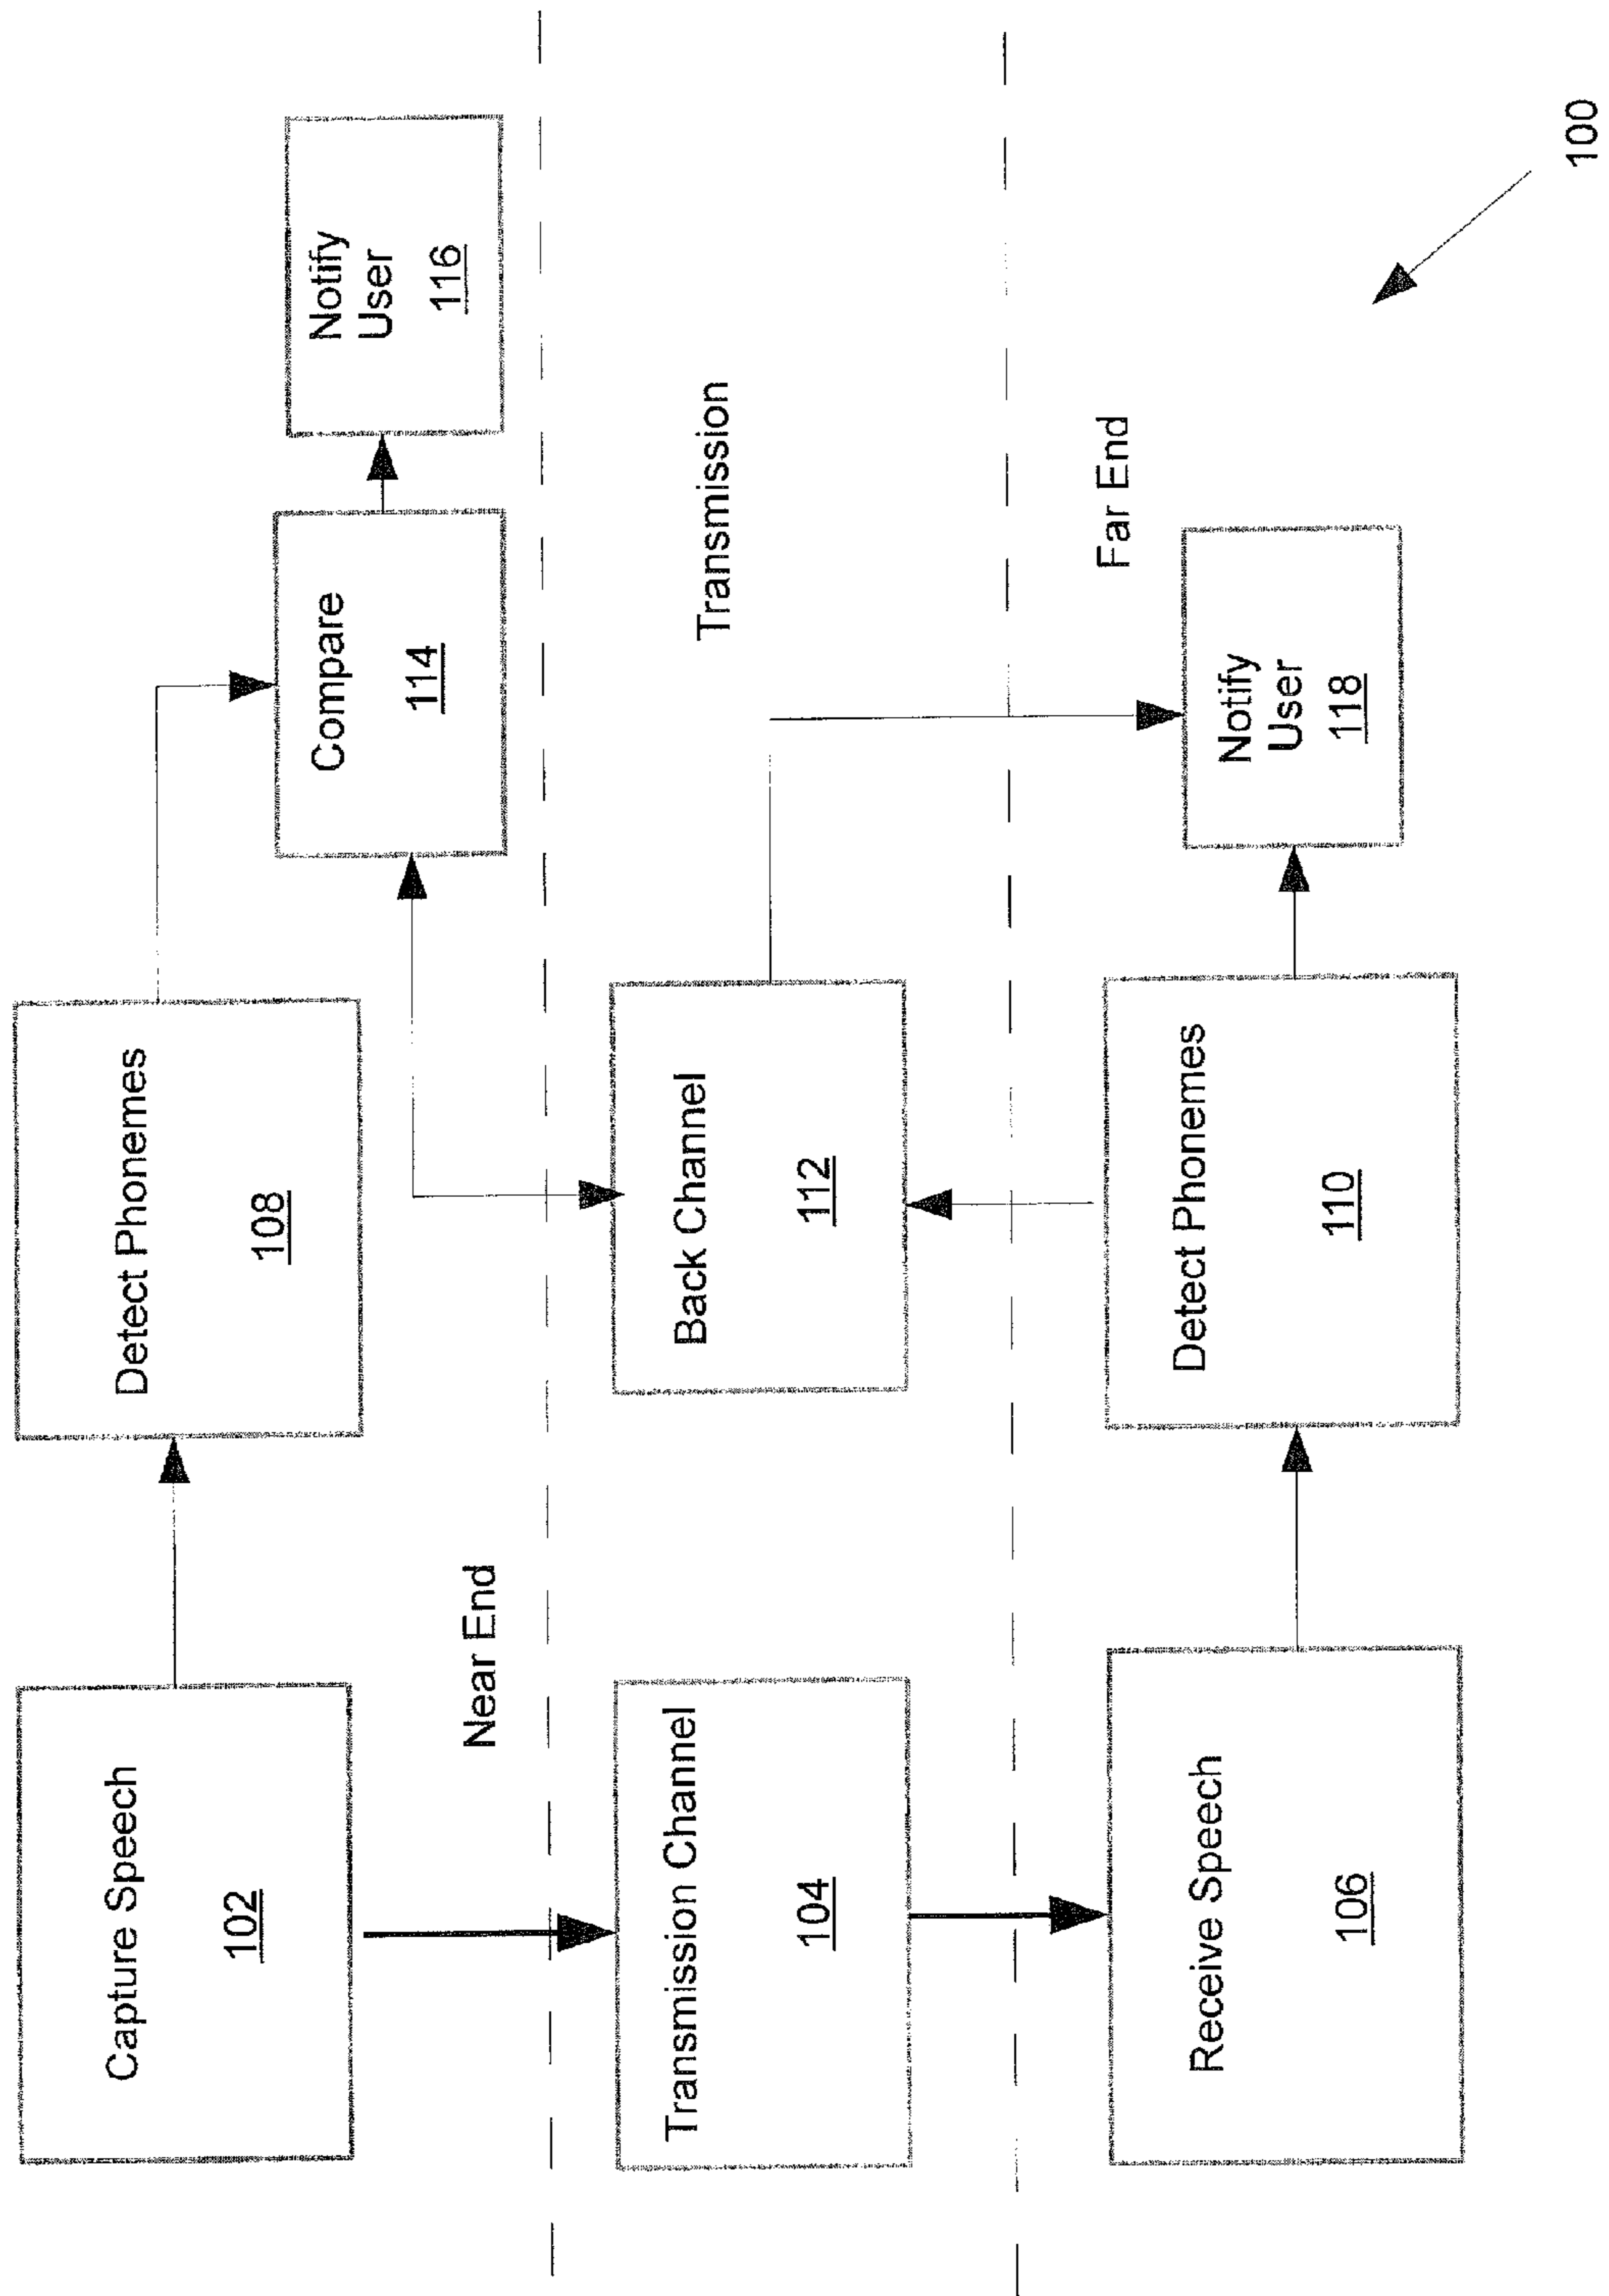 Capture Speech
102
Detect Phonemes
108
Compare
114
Notify
User
116
Near End
Transmission Channel
104
Back Channel
112
Transmission
Receive Speech
106
Detect Phonemes
110
Notify
User
118
Far End
100